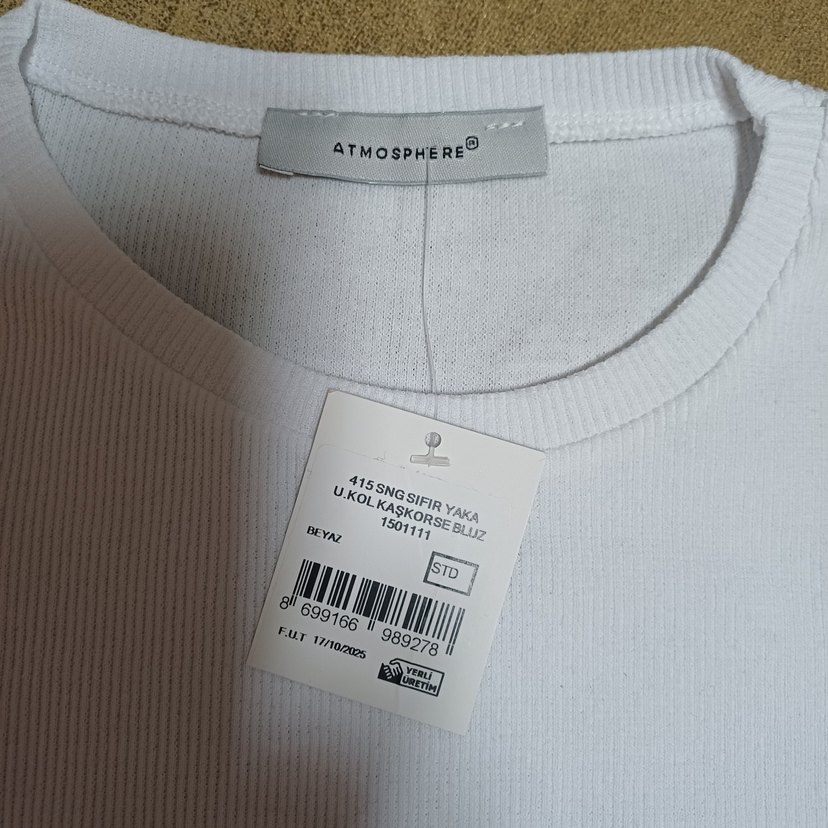 ATMOSPHERE
415 SNG SIFIR YAKA
U.KOL KAŞKORSE BLUZ
1501111
BEYAZ
STD
8 699166 989278
F.U.T 17/10/2025
YERLİ
ÜRETİM